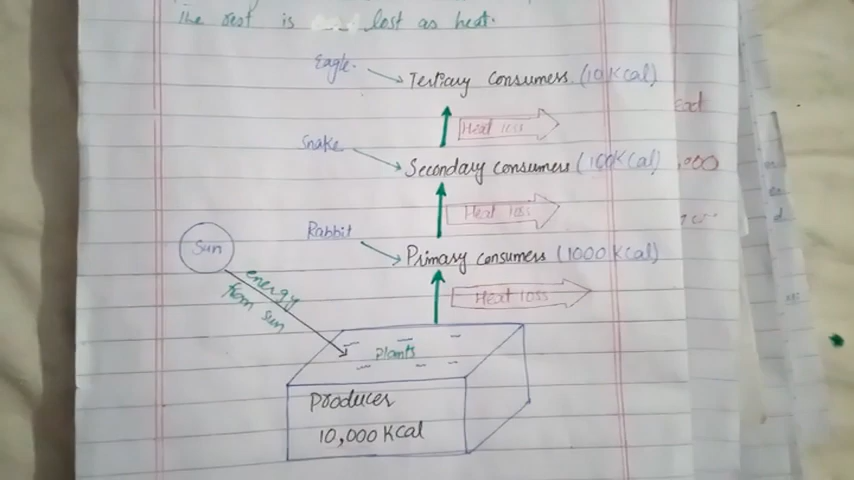 The rest is lost as heat.
Eagle.
Tertiary consumers (10 Kcal)
Heat loss
Snake
Secondary consumers (100 Kcal)
Heat loss
Rabbit
Primary consumers (1000 Kcal)
Heat loss
Sun
energy
from sun
Plants
Producer
10,000 Kcal